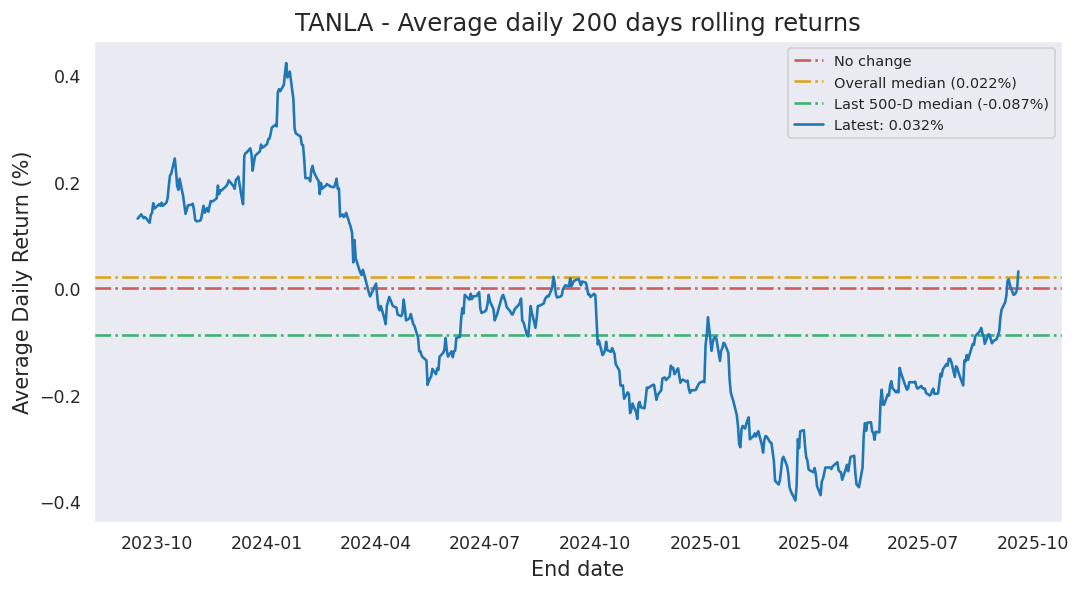 TANLA - Average daily 200 days rolling returns
No change
Overall median (0.022%)
Last 500-D median (-0.087%)
Latest: 0.032%
Average Daily Return (%)
0.4
0.2
0.0
−0.2
−0.4
2023-10 2024-01 2024-04 2024-07 2024-10 2025-01 2025-04 2025-07 2025-10
End date